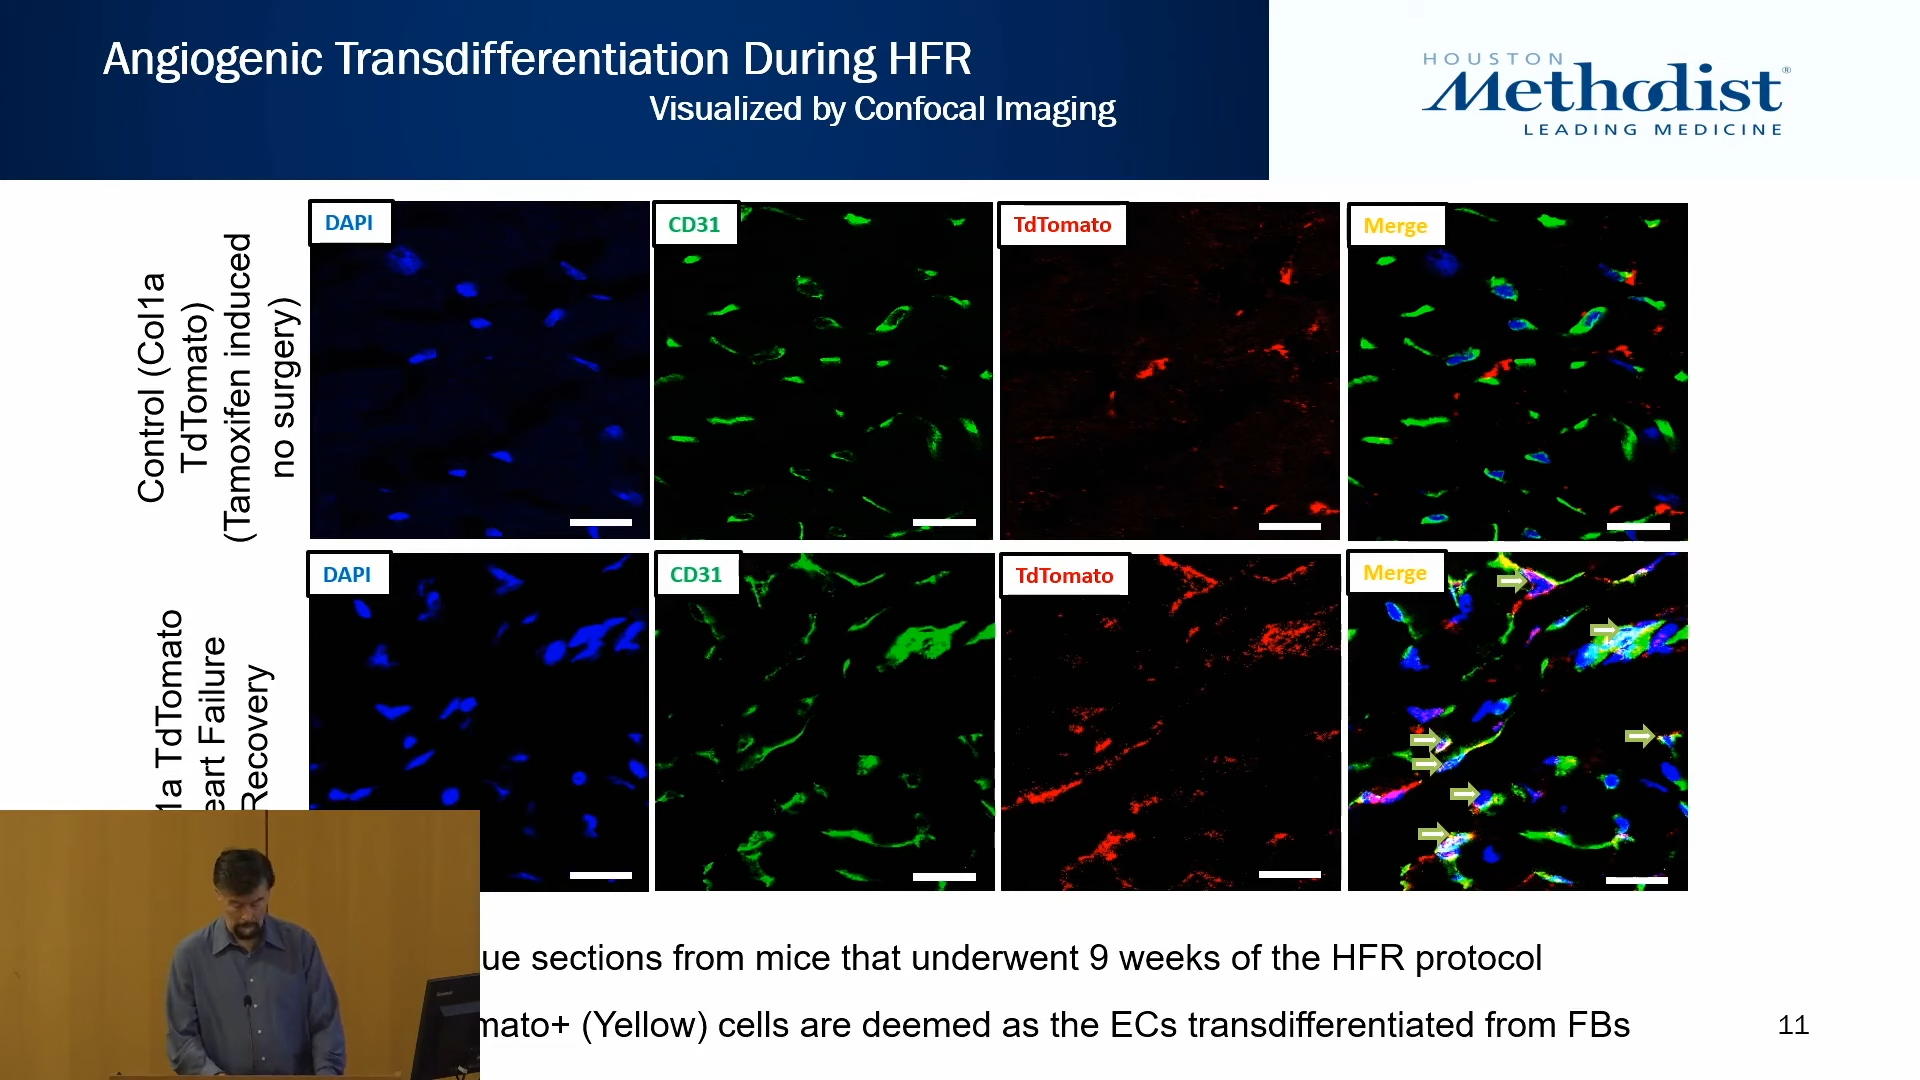 Angiogenic Transdifferentiation During HFR
Visualized by Confocal Imaging
HOUSTON
Methodist®
LEADING MEDICINE
Control (Col1a
TdTomato)
(Tamoxifen induced
no surgery)
DAPI
CD31
TdTomato
Merge
1a TdTomato
eart Failure
Recovery
DAPI
CD31
TdTomato
Merge
ue sections from mice that underwent 9 weeks of the HFR protocol
mato+ (Yellow) cells are deemed as the ECs transdifferentiated from FBs
11